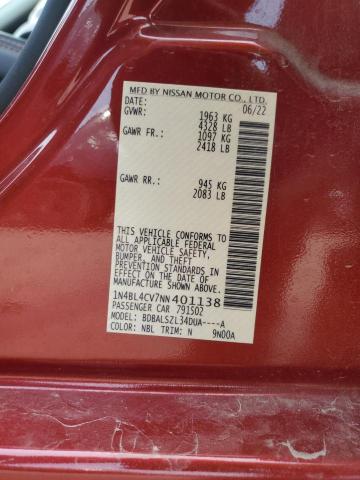 MFD BY NISSAN MOTOR CO., LTD.
DATE: 06/22
GVWR: 1963 KG
4328 LB
GAWR FR.: 1097 KG
2418 LB
GAWR RR.: 945 KG
2083 LB
THIS VEHICLE CONFORMS TO
ALL APPLICABLE FEDERAL
MOTOR VEHICLE SAFETY,
BUMPER, AND THEFT
PREVENTION STANDARDS IN
EFFECT ON THE DATE OF
MANUFACTURE SHOWN ABOVE.
1N4BL4CV7NN401138
PASSENGER CAR 791502
MODEL: BDBALSZL34DUA----A
COLOR: NBL TRIM: N 9N00A